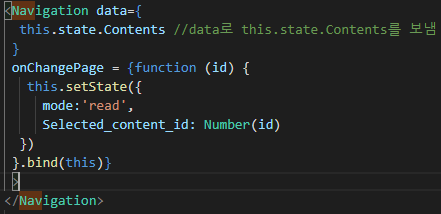 <Navigation data={
this.state.Contents //data로 this.state.Contents를 보냄
}
onChangePage = {function (id) {
this.setState({
mode:'read',
Selected_content_id: Number(id)
})
}.bind(this)}
>
</Navigation>